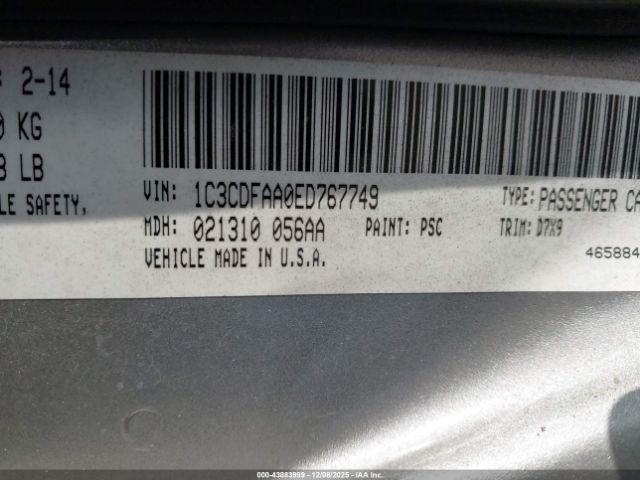 : 2-14
KG
LB
LE SAFETY,
VIN: 1C3CDFAA0ED767749
TYPE: PASSENGER CA
MDH: 021310 056AA
PAINT: PSC
TRIM: D7X9
VEHICLE MADE IN U.S.A.
465884
000-43883999 - 12/08/2025 - IAA Inc.